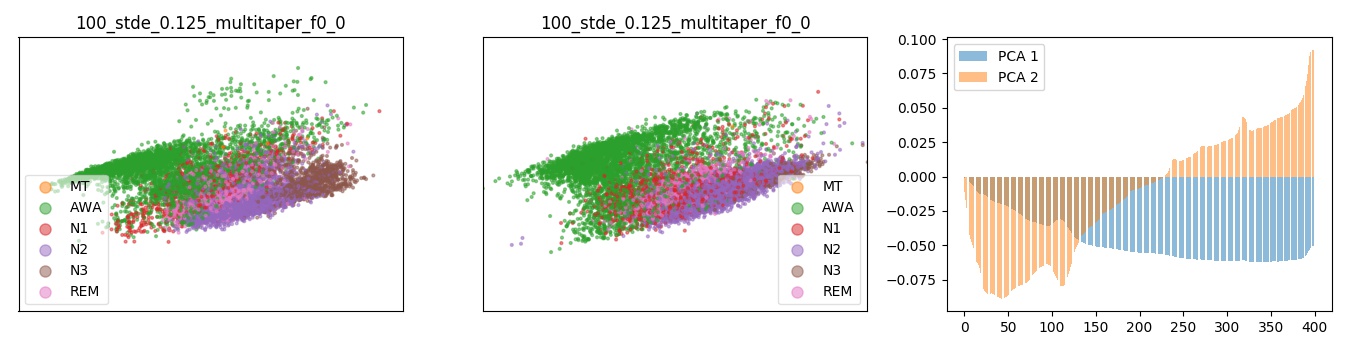 100_stde_0.125_multitaper_f0_0
MT
AWA
N1
N2
N3
REM
100_stde_0.125_multitaper_f0_0
MT
AWA
N1
N2
N3
REM
0.100
0.075
0.050
0.025
0.000
−0.025
−0.050
−0.075
PCA 1
PCA 2
0 50 100 150 200 250 300 350 400